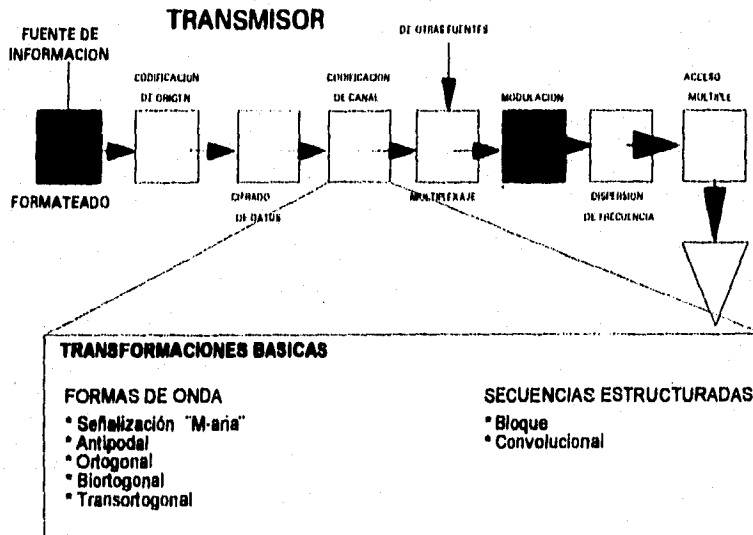 TRANSMISOR
FUENTE DE
INFORMACION
DE OTRAS FUENTES
CODIFICACION
DE ORIGEN
CODIFICACION
DE CANAL
MODULACION
ACCESO
MULTIPLE
FORMATEADO
CIFRADO
DE DATOS
MULTIPLEXAJE
DISPERSION
DE FRECUENCIA
TRANSFORMACIONES BASICAS
FORMAS DE ONDA
* Señalización "M-aria"
* Antipodal
* Ortogonal
* Biortogonal
* Transortogonal
SECUENCIAS ESTRUCTURADAS
* Bloque
* Convolucional